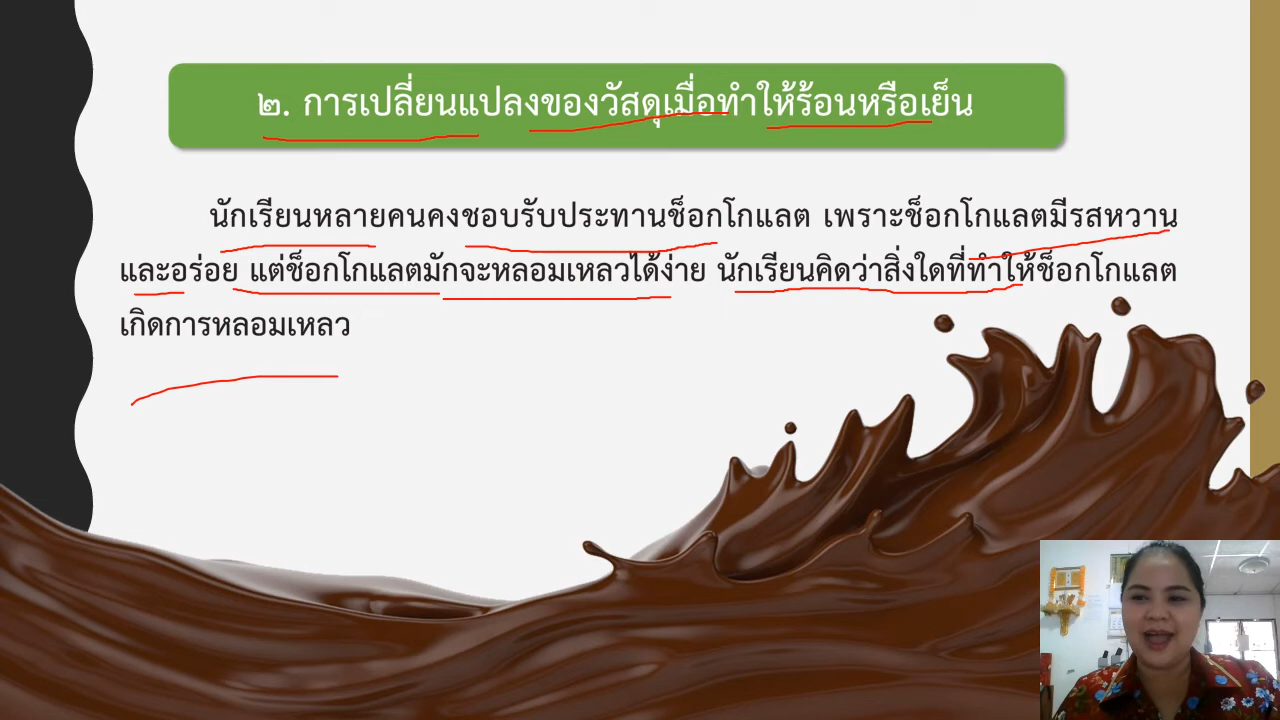 ๒. การเปลี่ยนแปลงของวัสดุเมื่อทำให้ร้อนหรือเย็น
นักเรียนหลายคนคงชอบรับประทานช็อกโกแลต เพราะช็อกโกแลตมีรสหวาน
และอร่อย แต่ช็อกโกแลตมักจะหลอมเหลวได้ง่าย นักเรียนคิดว่าสิ่งใดที่ทำให้ช็อกโกแลต
เกิดการหลอมเหลว